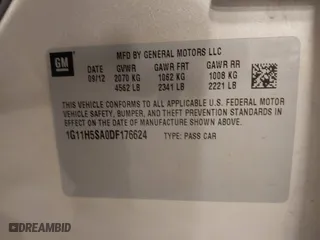 GM
MFD BY GENERAL MOTORS LLC
09/12 GVWR GAWR FRT GAWR RR
2070 KG 1062 KG 1008 KG
4562 LB 2341 LB 2221 LB
THIS VEHICLE CONFORMS TO ALL APPLICABLE U.S. FEDERAL MOTOR
VEHICLE SAFETY, BUMPER, AND THEFT PREVENTION STANDARDS IN
EFFECT ON THE DATE OF MANUFACTURE SHOWN ABOVE.
1G11H5SA0DF176624 TYPE: PASS CAR
DREAMBID